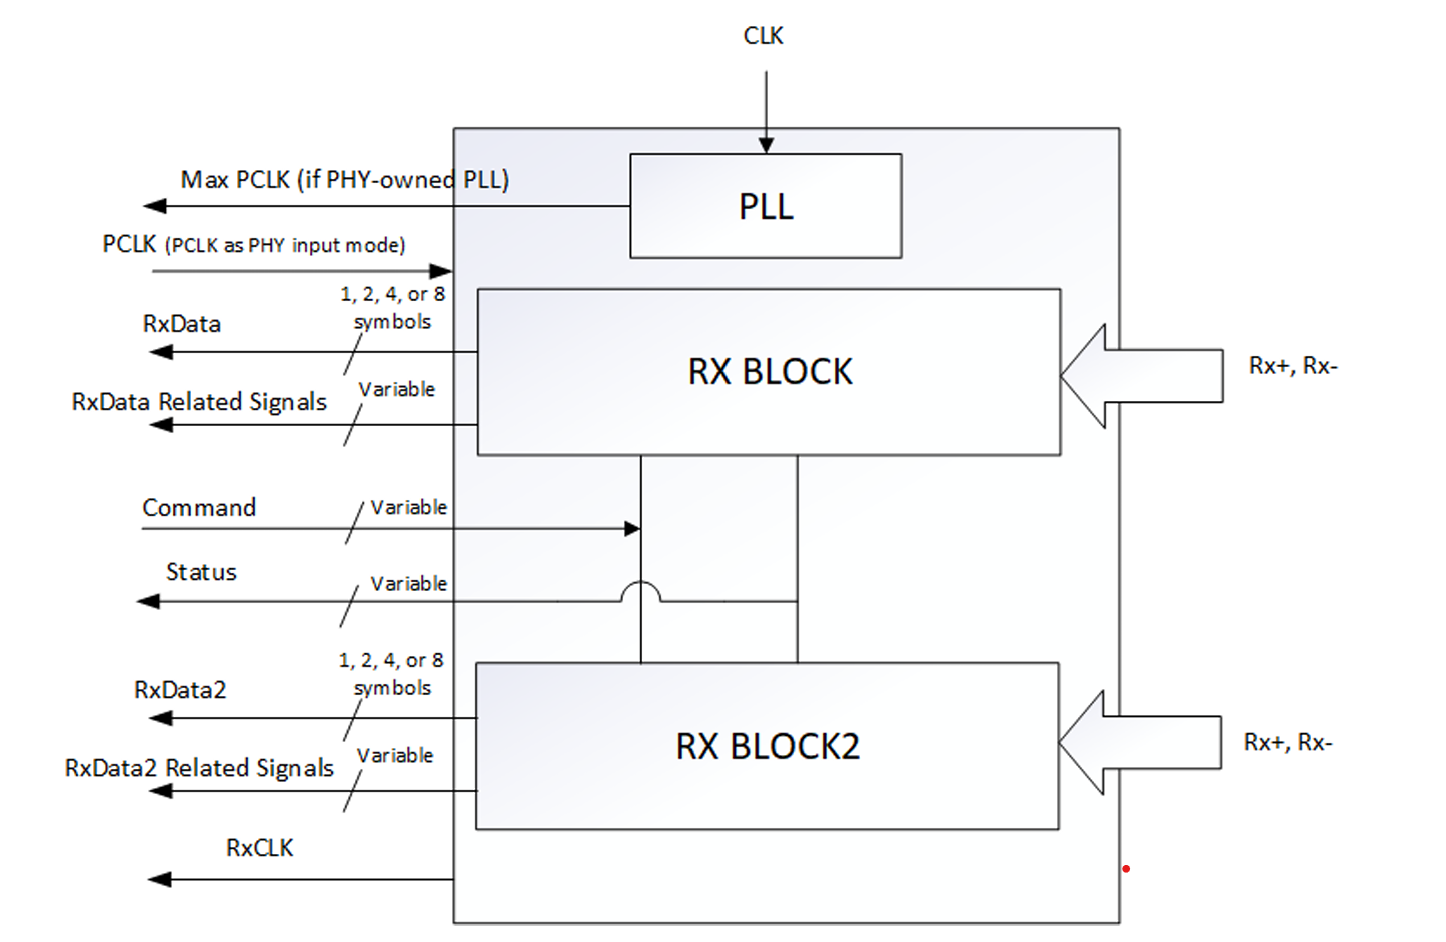 CLK
Max PCLK (if PHY-owned PLL)
PLL
PCLK (PCLK as PHY input mode)
1, 2, 4, or 8
symbols
RxData
RX BLOCK
Rx+, Rx-
Variable
RxData Related Signals
Command
Variable
Status
Variable
1, 2, 4, or 8
symbols
RxData2
RX BLOCK2
Rx+, Rx-
Variable
RxData2 Related Signals
RxCLK